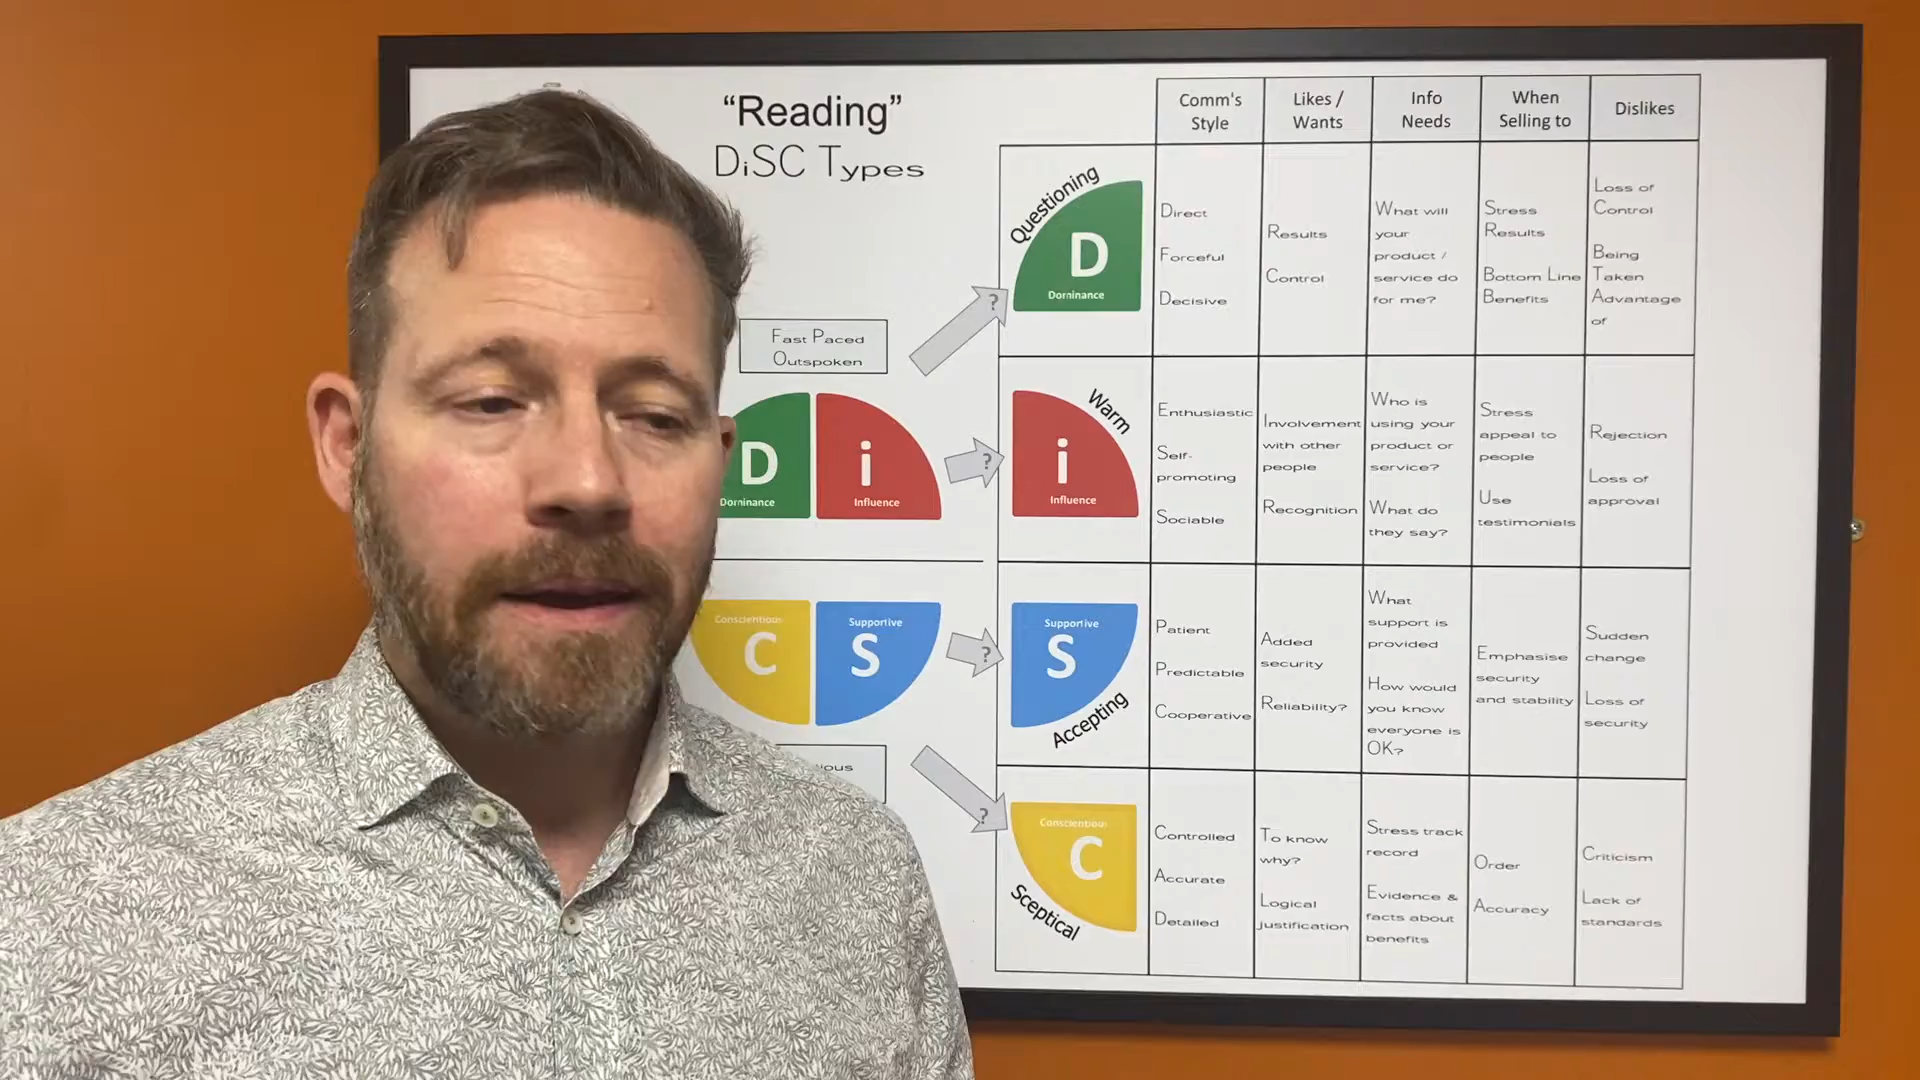 “Reading”
DiSC Types
Fast Paced
Outspoken
D
Dominance
i
Influence
Conscientious
C
Supportive
S
Comm's
Style
Likes /
Wants
Info
Needs
When
Selling to
Dislikes
Questioning
D
Dominance
Direct
Forceful
Decisive
Results
Control
What will
your
product /
service do
for me?
Stress
Results
Bottom Line
Benefits
Loss of
Control
Being
Taken
Advantage
of
Warm
i
Influence
Enthusiastic
Self-
promoting
Sociable
Involvement
with other
people
Recognition
Who is
using your
product or
service?
What do
they say?
Stress
appeal to
people
Use
testimonials
Rejection
Loss of
approval
Supportive
S
Accepting
Patient
Predictable
Cooperative
Added
security
Reliability?
What
support is
provided
How would
you know
everyone is
OK?
Emphasise
security
and stability
Sudden
change
Loss of
security
Conscientious
C
Sceptical
Controlled
Accurate
Detailed
To know
why?
Logical
justification
Stress track
record
Evidence &
facts about
benefits
Order
Accuracy
Criticism
Lack of
standards
?
?
?
?